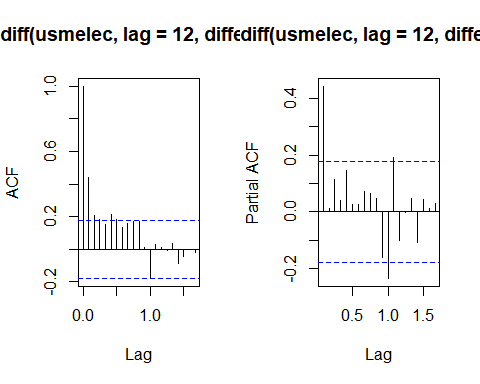 diff(usmelec, lag = 12, diffe
ACF
1.0
0.6
0.2
-0.2
0.0 1.0
Lag
diff(usmelec, lag = 12, diffe
Partial ACF
0.4
0.2
0.0
-0.2
0.5 1.0 1.5
Lag